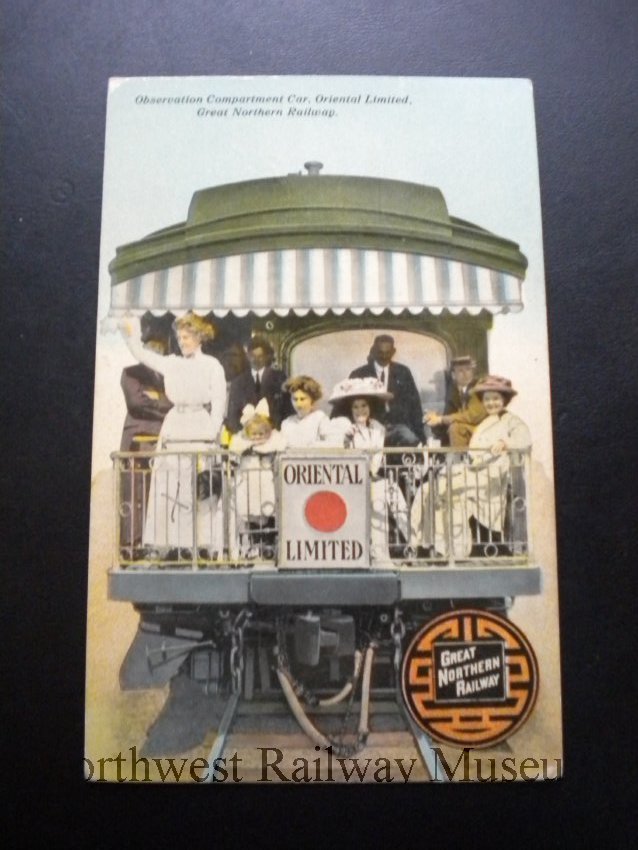 Observation Compartment Car, Oriental Limited,
Great Northern Railway.
ORIENTAL
LIMITED
GREAT
NORTHERN
RAILWAY
orthwest Railway Museu